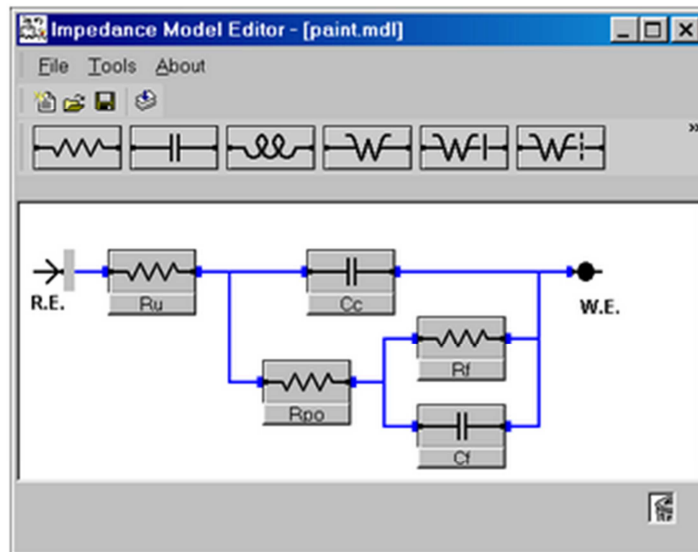 Impedance Model Editor - [paint.mdl]
File Tools About
»
R.E.
Ru
Cc
W.E.
Rf
Rpo
Cf